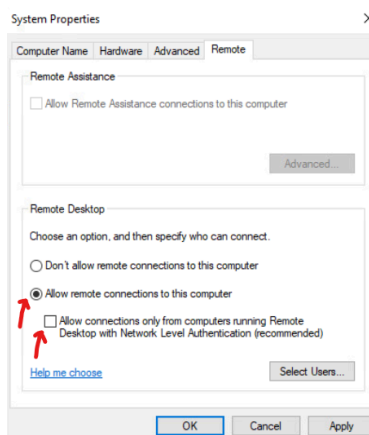 System Properties
Computer Name Hardware Advanced Remote
Remote Assistance
Allow Remote Assistance connections to this computer
Advanced...
Remote Desktop
Choose an option, and then specify who can connect.
Don't allow remote connections to this computer
Allow remote connections to this computer
Allow connections only from computers running Remote
Desktop with Network Level Authentication (recommended)
Help me choose
Select Users...
OK Cancel Apply